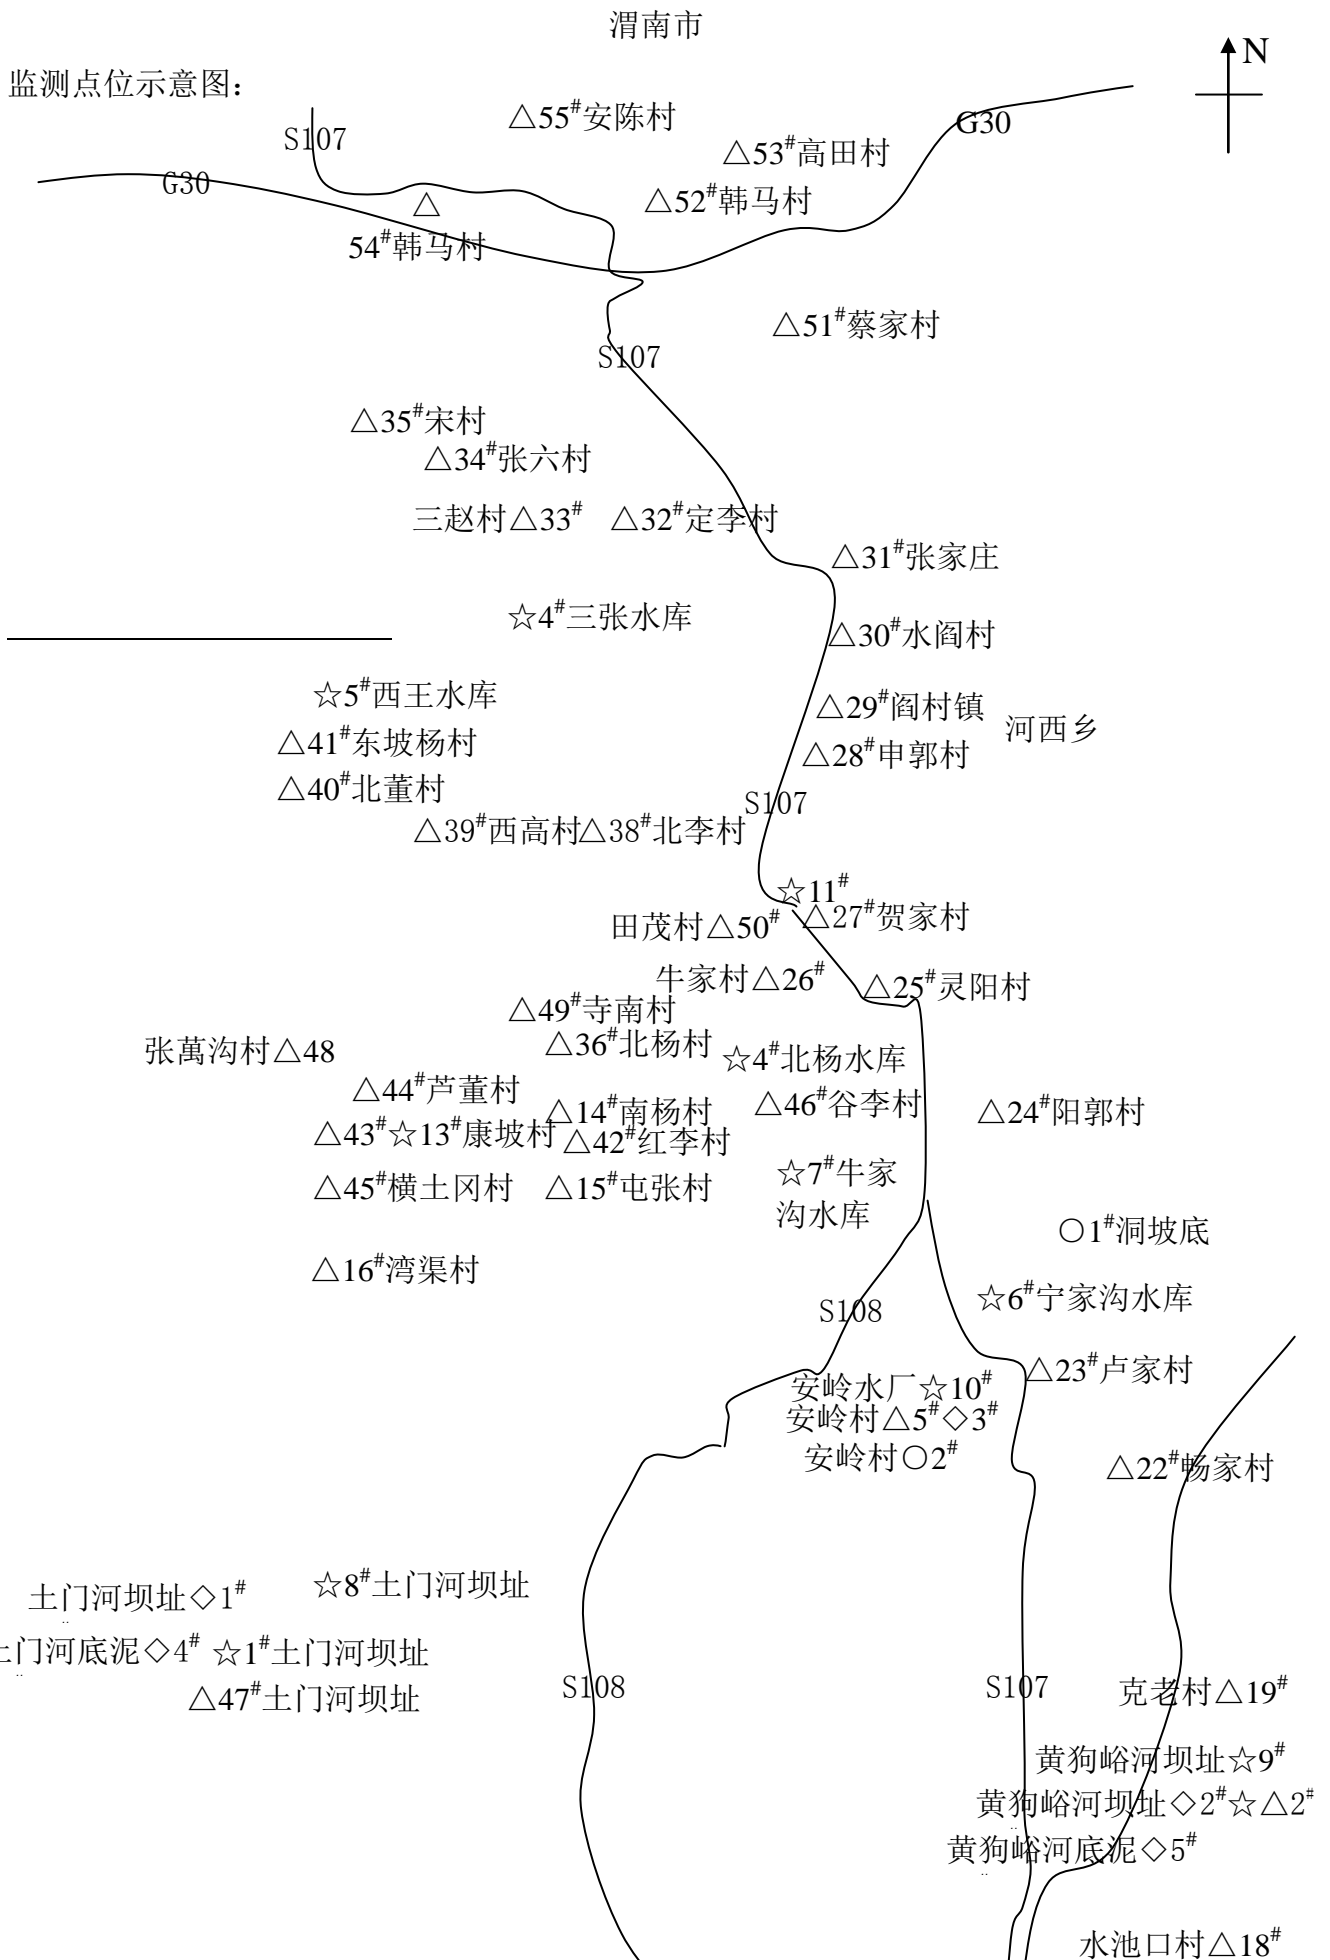 渭南市
N
监测点位示意图：
△55#安陈村
G30
S107
△53#高田村
G30
△52#韩马村
△
54#韩马村
△51#蔡家村
S107
△35#宋村
△34#张六村
三赵村△33#
△32#定李村
△31#张家庄
☆4#三张水库
△30#水阎村
☆5#西王水库
△29#阎村镇
河西乡
△41#东坡杨村
△28#申郭村
△40#北董村
S107
△39#西高村△38#北李村
☆11#
△27#贺家村
田茂村△50#
牛家村△26#
△25#灵阳村
△49#寺南村
△36#北杨村
张萬沟村△48
☆4#北杨水库
△44#芦董村
△14#南杨村
△46#谷李村
△24#阳郭村
△43#☆13#康坡村
△42#红李村
☆7#牛家
沟水库
△45#横土冈村
△15#屯张村
○1#洞坡底
△16#湾渠村
☆6#宁家沟水库
S108
△23#卢家村
安岭水厂☆10#
安岭村△5#◇3#
安岭村○2#
△22#畅家村
土门河坝址◇1#
☆8#土门河坝址
土门河底泥◇4#
☆1#土门河坝址
△47#土门河坝址
S108
S107
克老村△19#
黄狗峪河坝址☆9#
黄狗峪河坝址◇2#☆△2#
黄狗峪河底泥◇5#
水池口村△18#